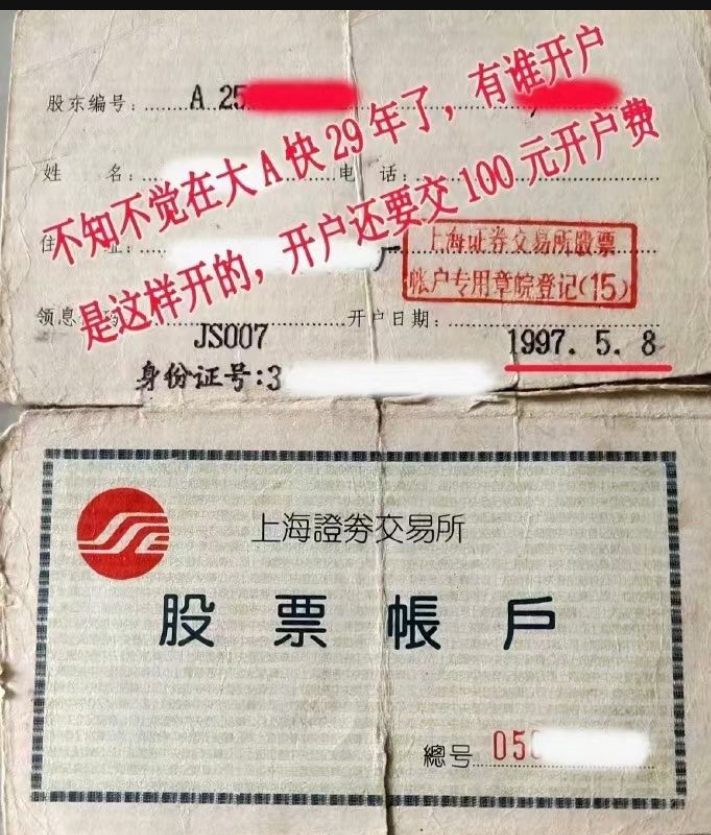 股东编号：A 25
姓 名： 电 话：
住 址：
上海证券交易所股票
帐户专用章皖登记(15)
领息 码 JS007 开户日期：1997. 5. 8
身份证号:3
不知不觉在大A快29年了，有谁开户
是这样开的，开户还要交100元开户费
上海證券交易所
股票帳戶
總号 05